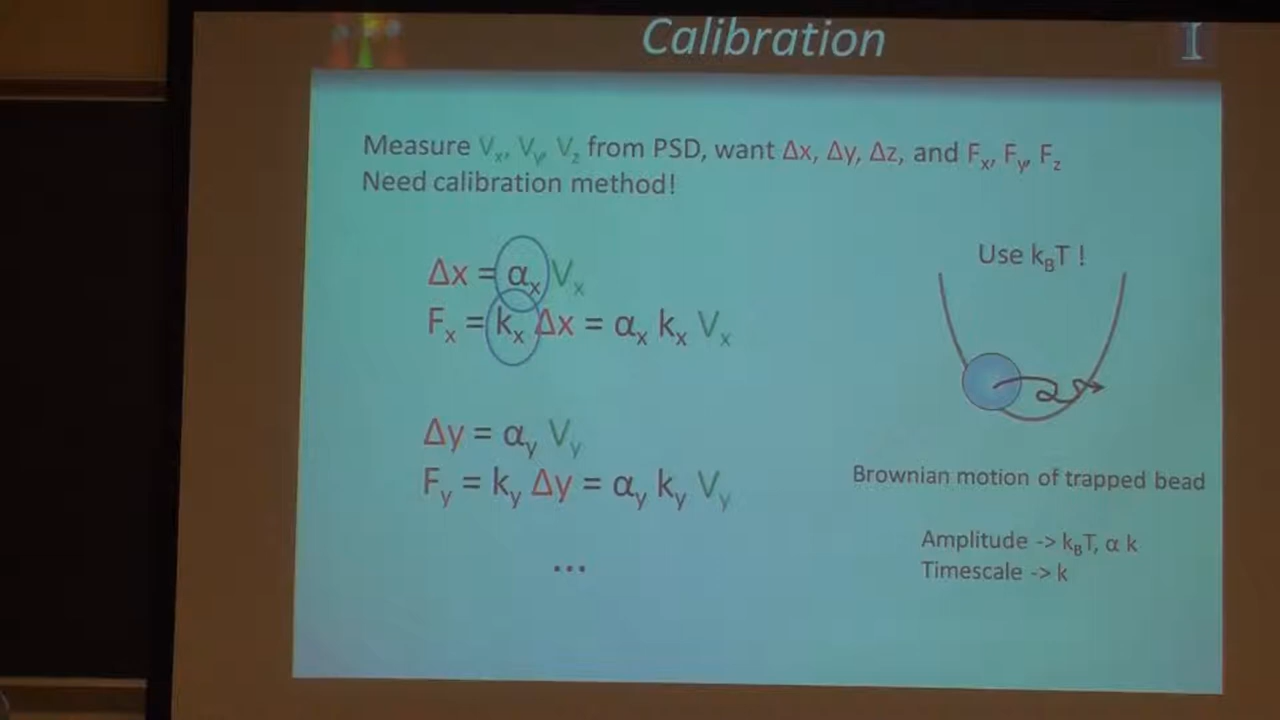 Calibration
I
Measure Vx, Vy, Vz from PSD, want Δx, Δy, Δz, and Fx, Fy, Fz
Need calibration method!
Δx = αx Vx
Fx = kx Δx = αx kx Vx
Δy = αy Vy
Fy = ky Δy = αy ky Vy
...
Use kBT !
Brownian motion of trapped bead
Amplitude -> kBT, α k
Timescale -> k